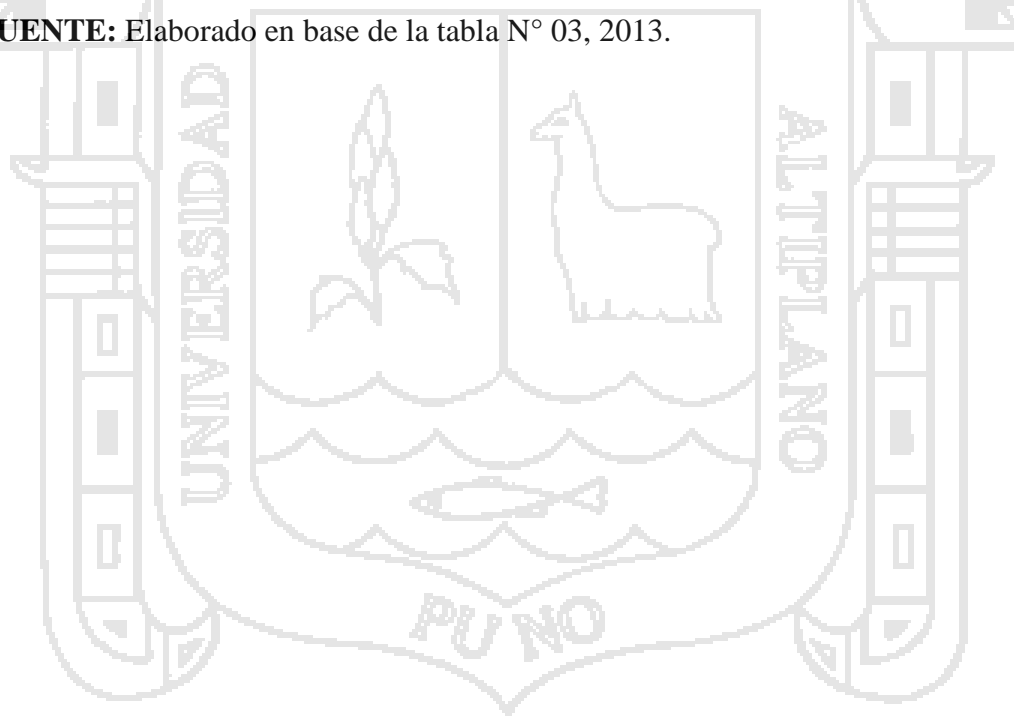 UENTE: Elaborado en base de la tabla N° 03, 2013.
UNIVERSIDAD
ALTIPLANO
PUNO